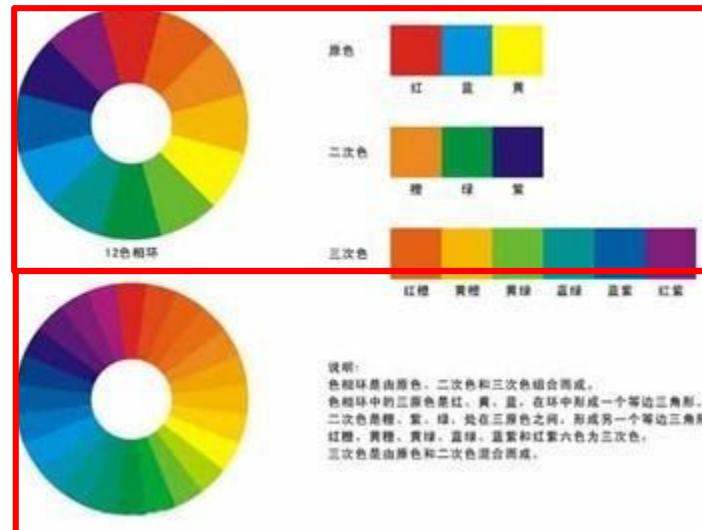 原色
红 蓝 黄
二次色
橙 绿 紫
12色相环
三次色
红橙 黄橙 黄绿 蓝绿 蓝紫 红紫
说明：
色相环是由原色、二次色和三次色组合而成。
色相环中的三原色是红、黄、蓝，在环中形成一个等边三角形。
二次色是橙、紫、绿，处在三原色之间，形成另一个等边三角形
红橙、黄橙、黄绿、蓝绿、蓝紫和红紫六色为三次色。
三次色是由原色和二次色混合而成。